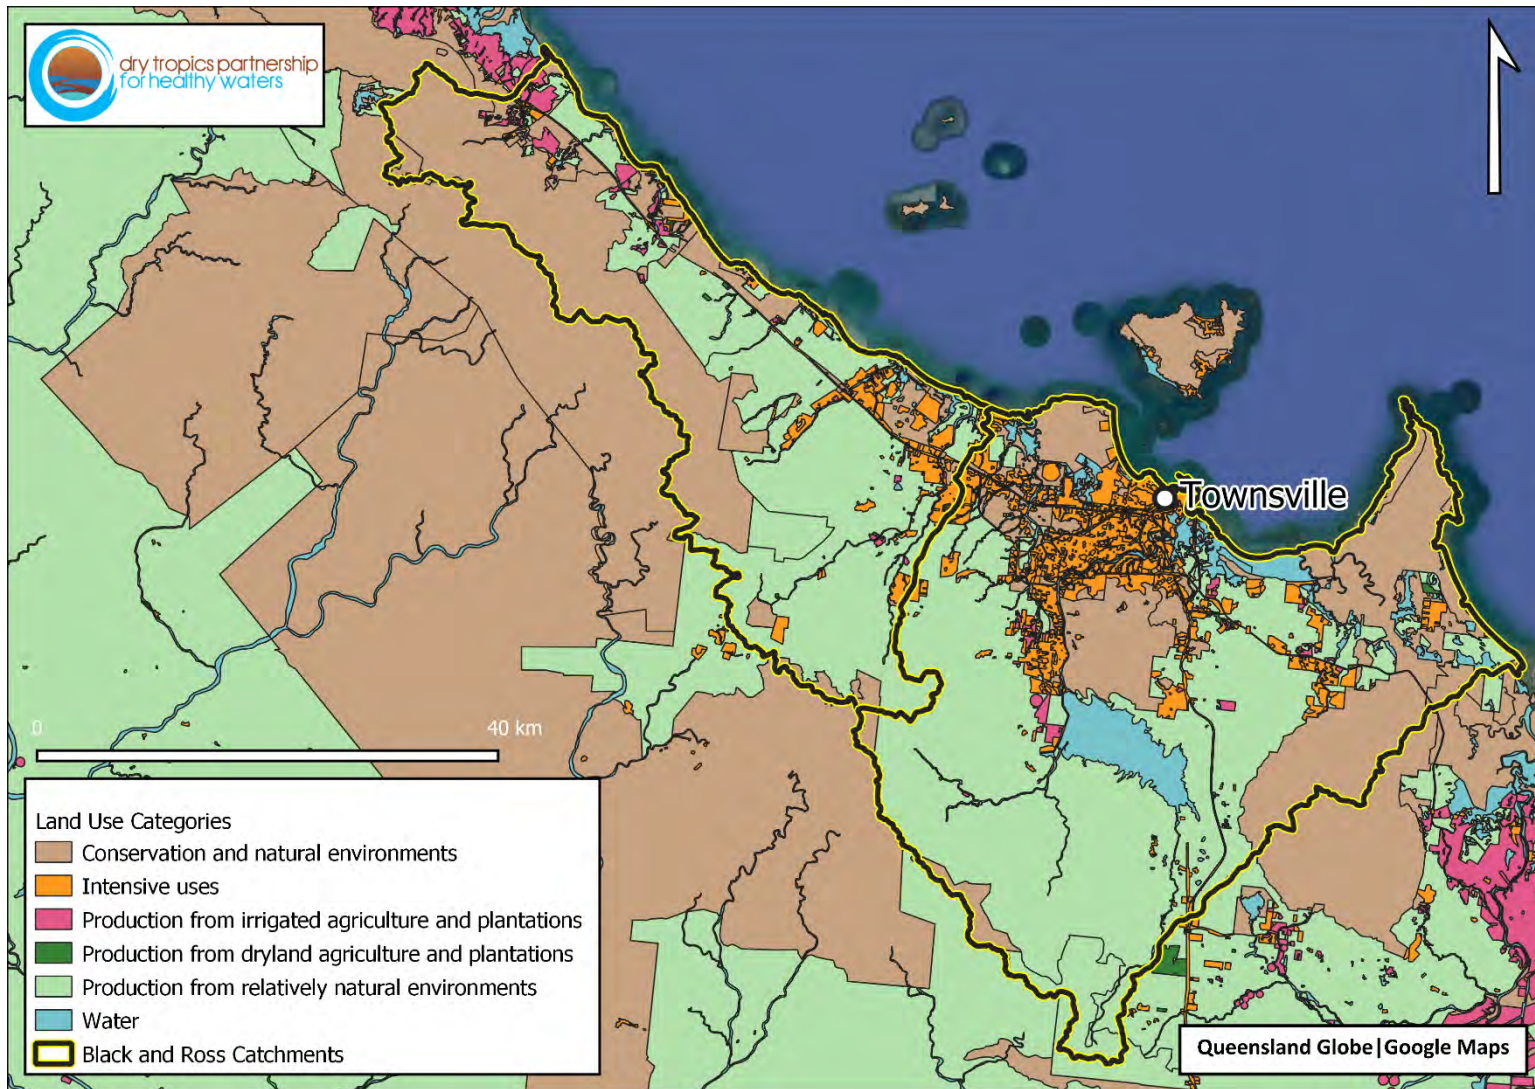 dry tropics partnership
for healthy waters
Townsville
0 40 km
Land Use Categories
Conservation and natural environments
Intensive uses
Production from irrigated agriculture and plantations
Production from dryland agriculture and plantations
Production from relatively natural environments
Water
Black and Ross Catchments
Queensland Globe|Google Maps